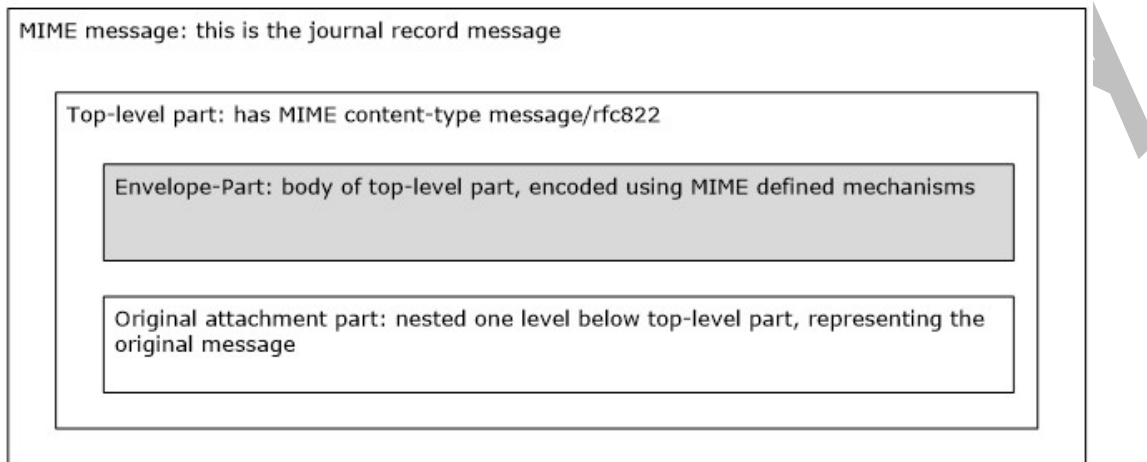 MIME message: this is the journal record message
Top-level part: has MIME content-type message/rfc822
Envelope-Part: body of top-level part, encoded using MIME defined mechanisms
Original attachment part: nested one level below top-level part, representing the
original message